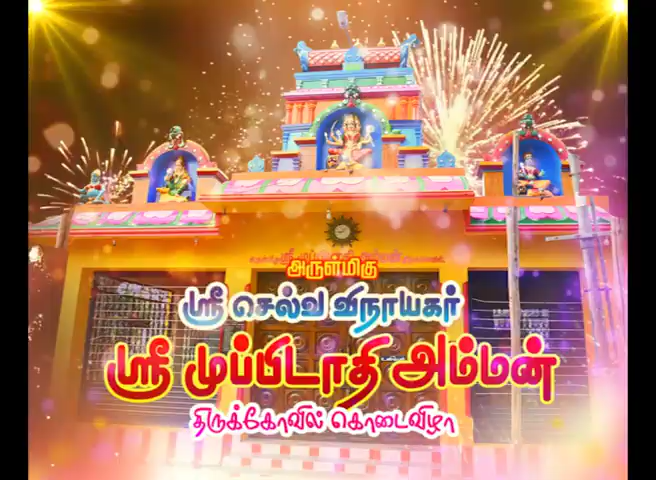 அருள்மிகு
ஸ்ரீ செல்வ விநாயகர்
ஸ்ரீ முப்பிடாதி அம்மன்
திருக்கோவில் கொடைவிழா